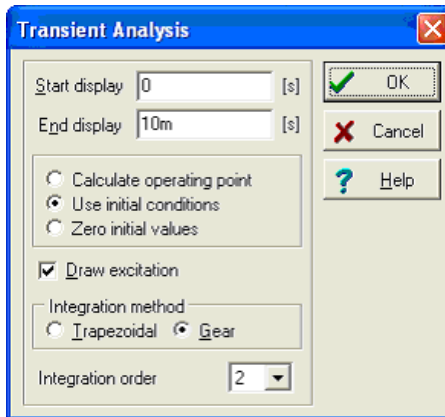 Transient Analysis
Start display 0 [s]
OK
End display 10m [s]
Cancel
Calculate operating point
Help
Use initial conditions
Zero initial values
Draw excitation
Integration method
Trapezoidal Gear
Integration order 2